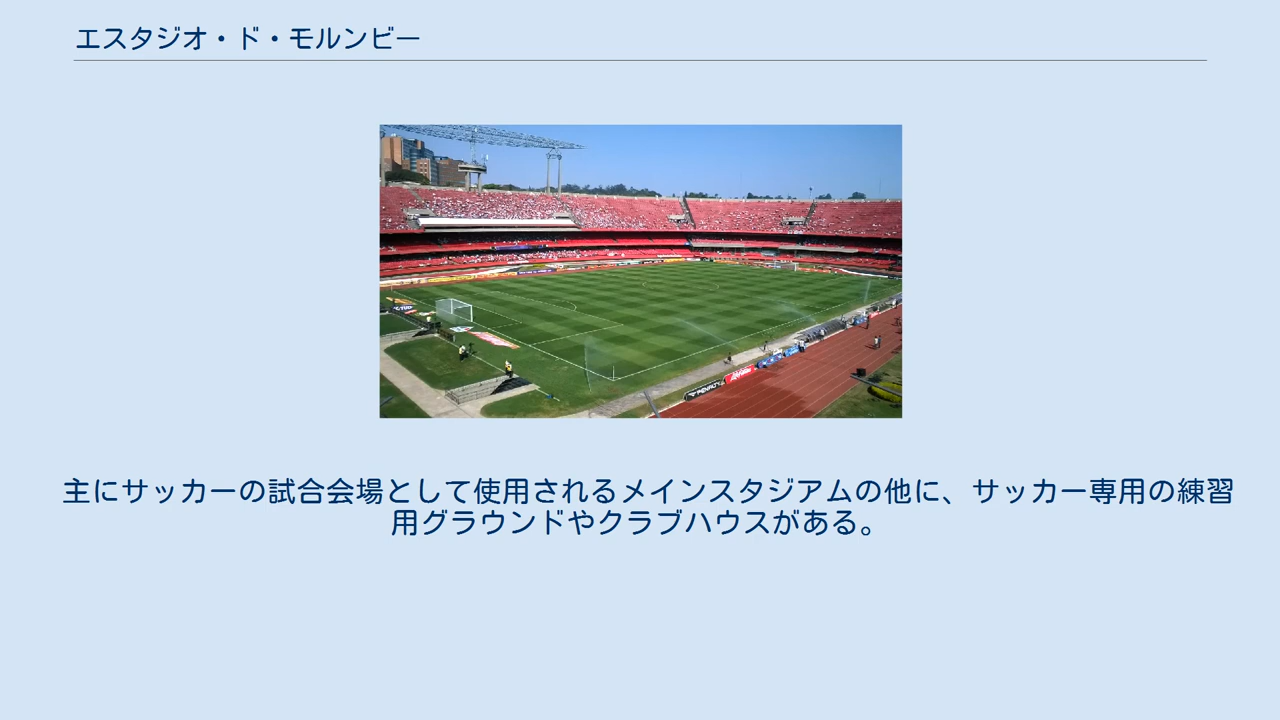 エスタジオ・ド・モルンビー
主にサッカーの試合会場として使用されるメインスタジアムの他に、サッカー専用の練習
用グラウンドやクラブハウスがある。